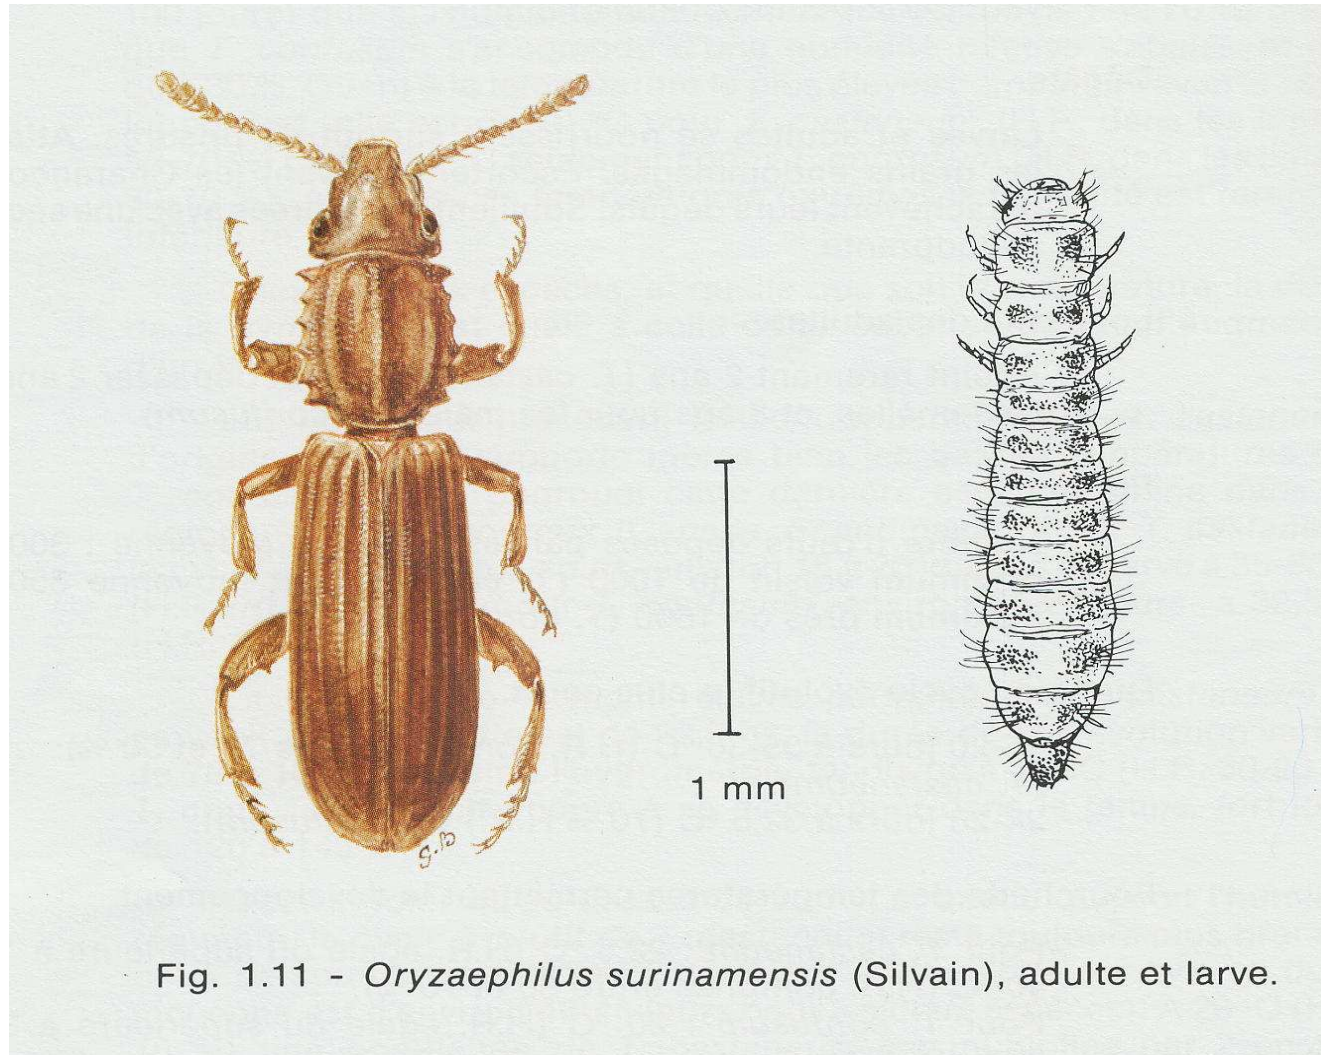 G.B
1 mm
Fig. 1.11 - Oryzaephilus surinamensis (Silvain), adulte et larve.